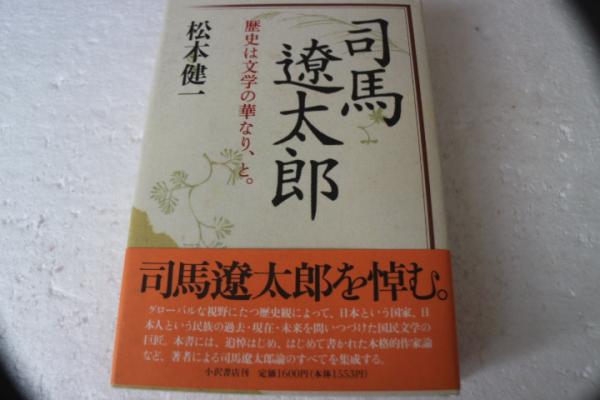 司馬
遼太郎
歴史は文学の華なり、と。
松本健一
司馬遼太郎を悼む。
グローバルな視野にたつ歴史観によって、日本という国家、日
本人という民族の過去・現在・未来を問いつづけた国民文学の
巨匠。本書には、追悼はじめ、はじめて書かれた本格的作家論
など、著者による司馬遼太郎論のすべてを集成する。
小沢書店刊 定価1600円(本体1553円)